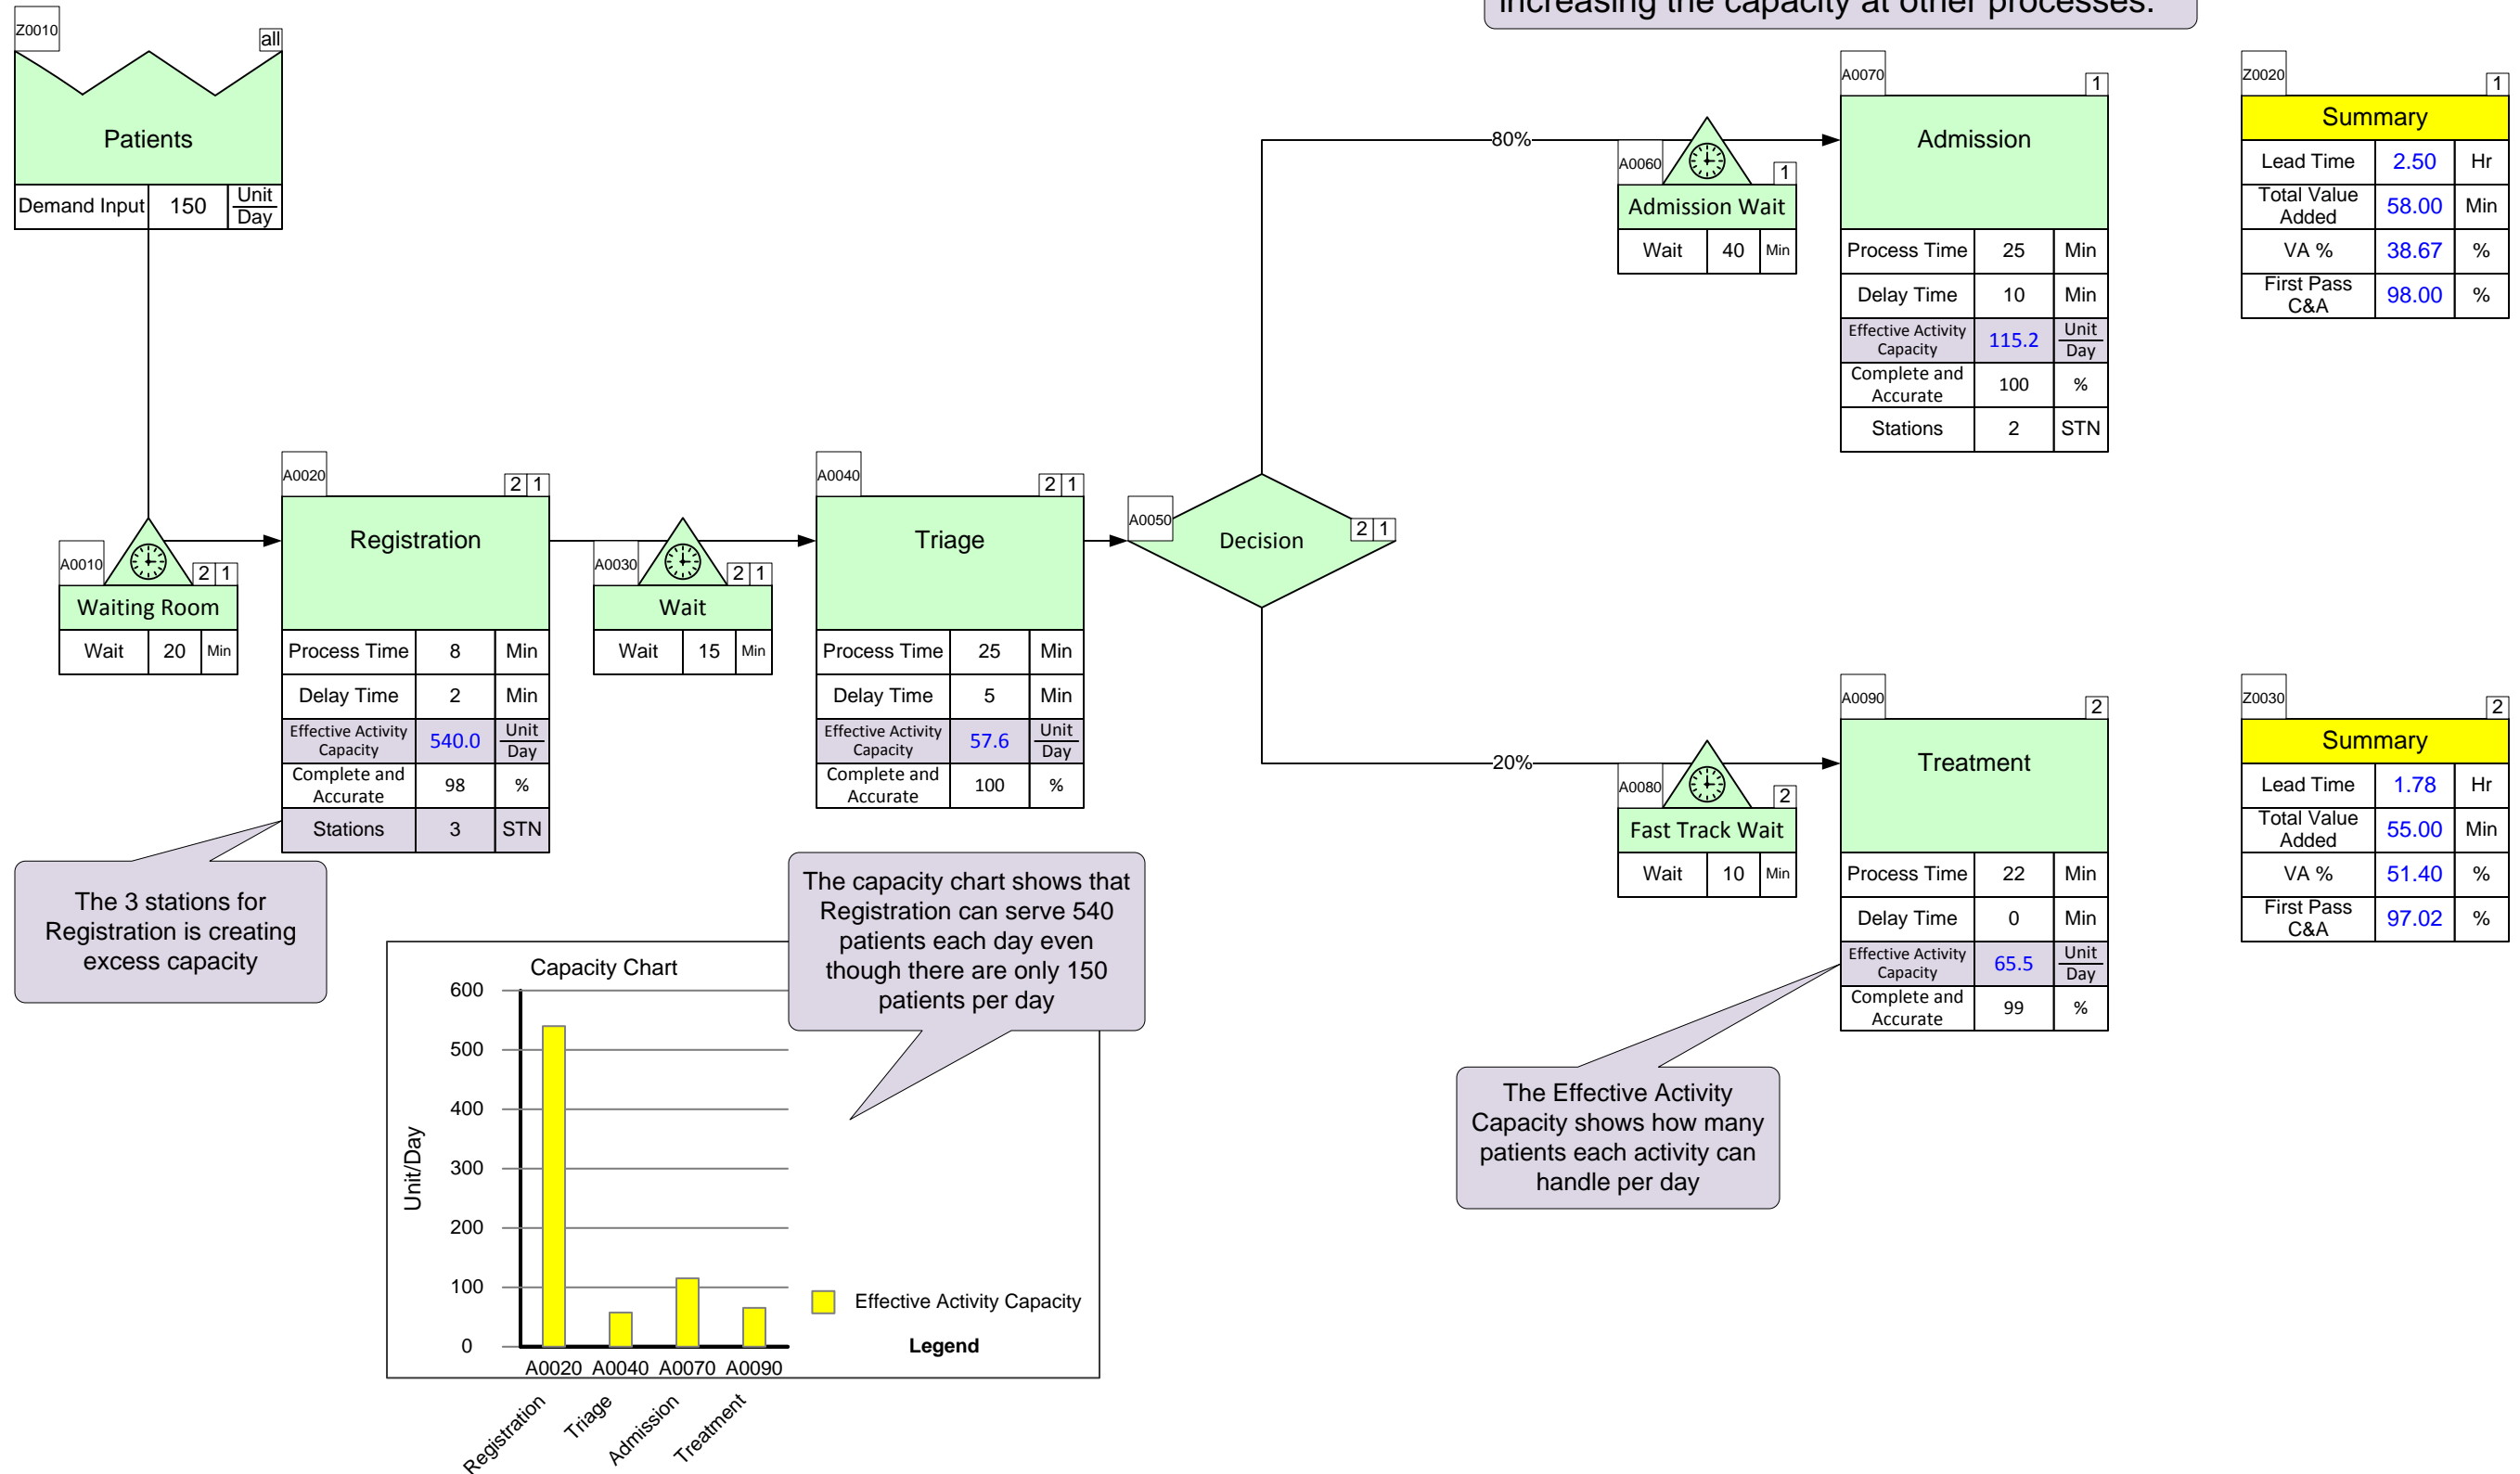 increasing the capacity at other processes.
Z0010
all
Patients
Demand Input 150 Unit
Day
A0010
2 1
Waiting Room
Wait 20 Min
A0020
2 1
Registration
Process Time 8 Min
Delay Time 2 Min
Effective Activity
Capacity 540.0 Unit
Day
Complete and
Accurate 98 %
Stations 3 STN
A0030
2 1
Wait
Wait 15 Min
A0040
2 1
Triage
Process Time 25 Min
Delay Time 5 Min
Effective Activity
Capacity 57.6 Unit
Day
Complete and
Accurate 100 %
A0050
2 1
Decision
80%
A0060
1
Admission Wait
Wait 40 Min
A0070
1
Admission
Process Time 25 Min
Delay Time 10 Min
Effective Activity
Capacity 115.2 Unit
Day
Complete and
Accurate 100 %
Stations 2 STN
Z0020
1
Summary
Lead Time 2.50 Hr
Total Value
Added 58.00 Min
VA % 38.67 %
First Pass
C&A 98.00 %
20%
A0080
2
Fast Track Wait
Wait 10 Min
A0090
2
Treatment
Process Time 22 Min
Delay Time 0 Min
Effective Activity
Capacity 65.5 Unit
Day
Complete and
Accurate 99 %
Z0030
2
Summary
Lead Time 1.78 Hr
Total Value
Added 55.00 Min
VA % 51.40 %
First Pass
C&A 97.02 %
The 3 stations for
Registration is creating
excess capacity
The capacity chart shows that
Registration can serve 540
patients each day even
though there are only 150
patients per day
The Effective Activity
Capacity shows how many
patients each activity can
handle per day
Capacity Chart
Unit/Day
600
500
400
300
200
100
0
A0020 A0040 A0070 A0090
Registration
Triage
Admission
Treatment
Effective Activity Capacity
Legend